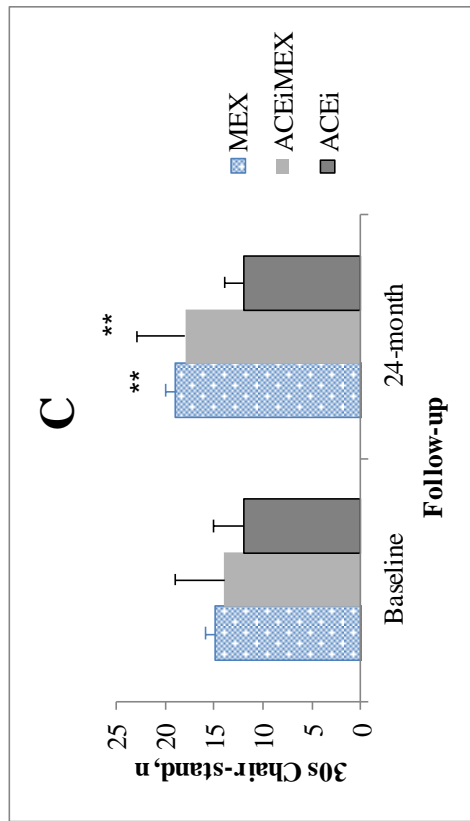 C
30s Chair-stand, n
25
20
15
10
5
0
**
**
Baseline
24-month
Follow-up
MEX
ACEiMEX
ACEi